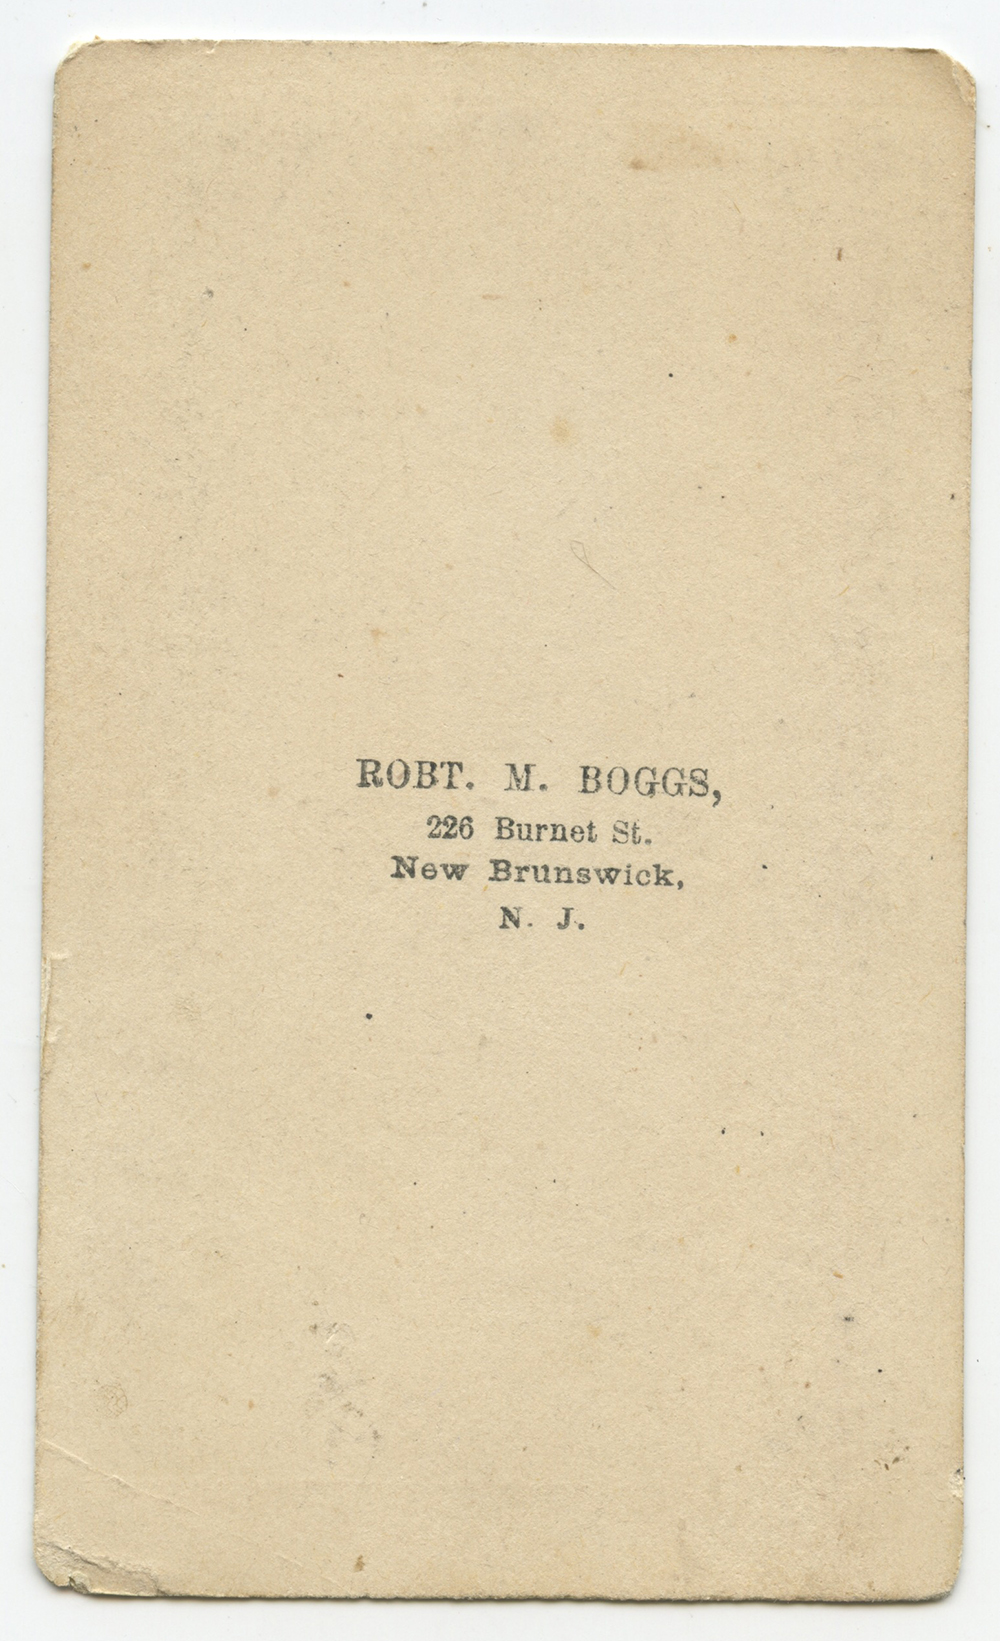 ROBT. M. BOGGS,
226 Burnet St.
New Brunswick,
N. J.